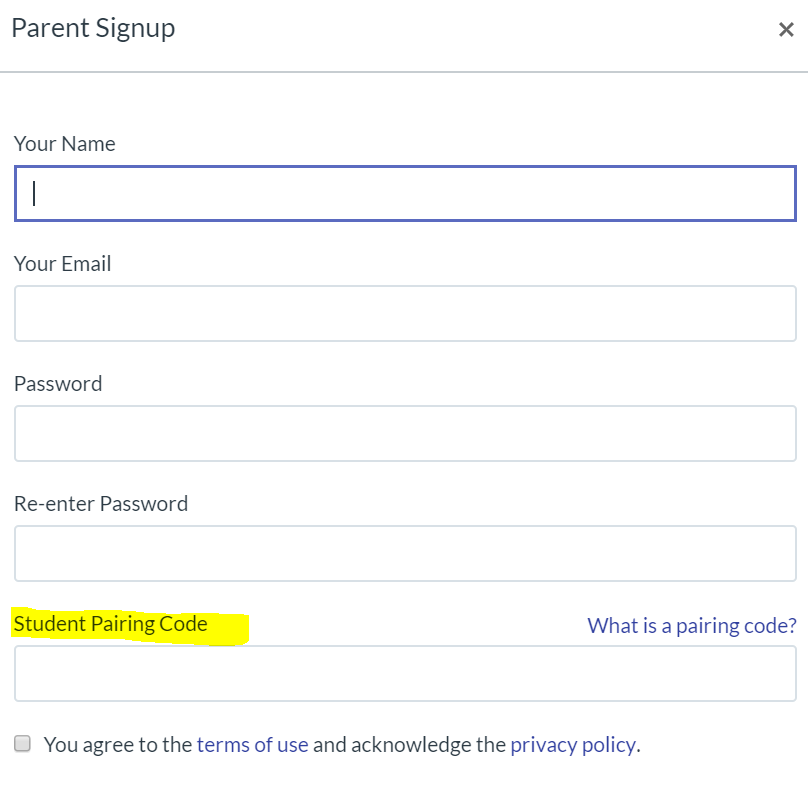 Parent Signup ×
Your Name
Your Email
Password
Re-enter Password
Student Pairing Code What is a pairing code?
You agree to the terms of use and acknowledge the privacy policy.